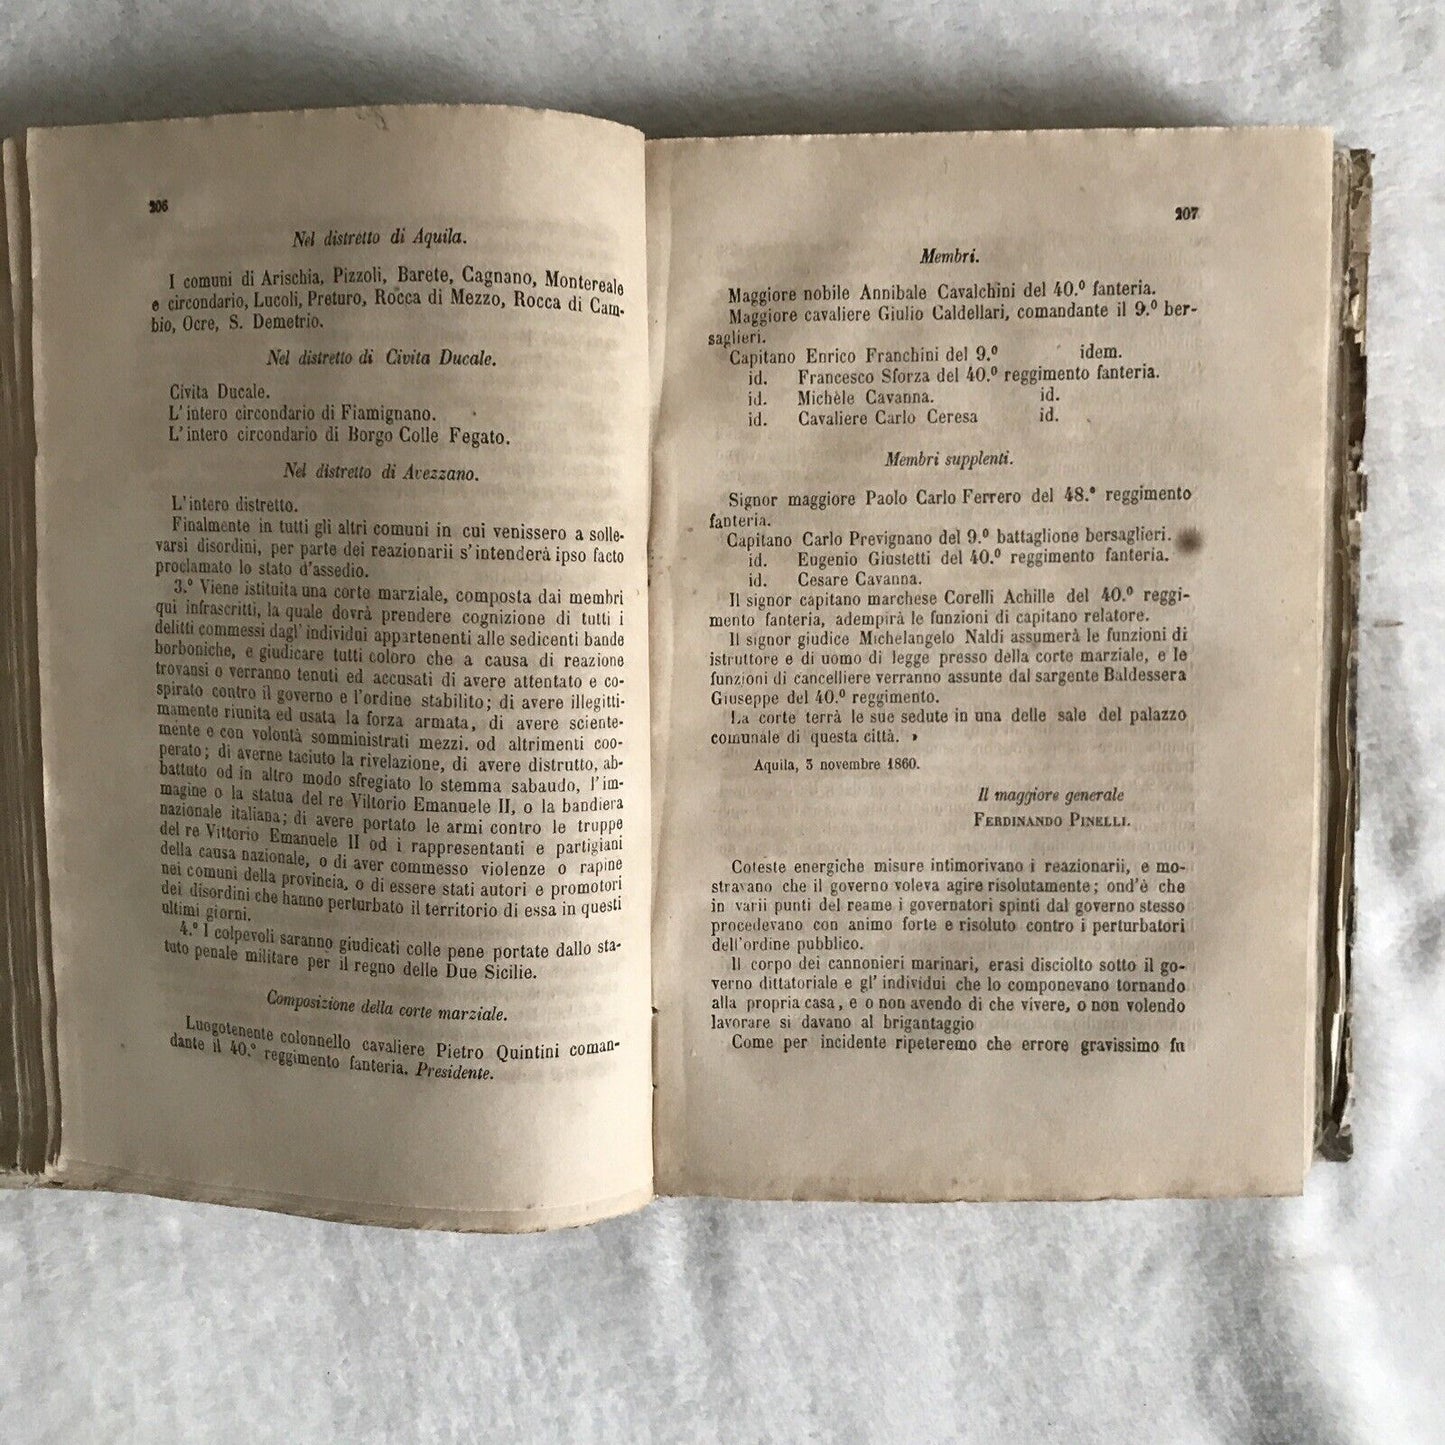 206
Nel distretto di Aquila.
I comuni di Arischia, Pizzoli, Barete, Cagnano, Montereale
e circondario, Lucoli, Preturo, Rocca di Mezzo, Rocca di Cam-
bio, Ocre, S. Demetrio.
Nel distretto di Civita Ducale.
Civita Ducale.
L'intero circondario di Fiamignano.
L'intero circondario di Borgo Colle Fegato.
Nel distretto di Avezzano.
L'intero distretto.
Finalmente in tutti gli altri comuni in cui venissero a solle-
varsi disordini, per parte dei reazionarii s'intenderà ipso facto
proclamato lo stato d'assedio.
3.° Viene istituita una corte marziale, composta dai membri
qui infrascritti, la quale dovrà prendere cognizione di tutti i
delitti commessi dagl'individui appartenenti alle sedicenti bande
borboniche, e giudicare tutti coloro che a causa di reazione
trovansi o verranno tenuti ed accusati di avere attentato e co-
spirato contro il governo e l'ordine stabilito; di avere illegitti-
mamente riunita ed usata la forza armata, di avere sciente-
mente e con volontà somministrati mezzi. od altrimenti coo-
perato; di averne taciuto la rivelazione, di avere distrutto, ab-
battuto od in altro modo sfregiato lo stemma sabaudo, l'im-
magine o la statua del re Viltorio Emanuele II, o la bandiera
nazionale italiana; di avere portato le armi contro le truppe
del re Vittorio Emanuele II od i rappresentanti e partigiani
della causa nazionale, o di aver commesso violenze o rapine
nei comuni della provincia, o di essere stati autori e promotori
dei disordini che hanno perturbato il territorio di essa in questi
ultimi giorni.
4.° I colpevoli saranno giudicati colle pene portate dallo sta-
tuto penale militare per il regno delle Due Sicilie.
Composizione della corte marziale.
Luogotenente colonnello cavaliere Pietro Quintini coman-
dante il 40.° reggimento fanteria. Presidente.
207
Membri.
Maggiore nobile Annibale Cavalchini del 40.° fanteria.
Maggiore cavaliere Giulio Caldellari, comandante il 9.° ber-
saglieri.
Capitano Enrico Franchini del 9.° idem.
id. Francesco Sforza del 40.° reggimento fanteria.
id. Michèle Cavanna. id.
id. Cavaliere Carlo Ceresa id.
Membri supplenti.
Signor maggiore Paolo Carlo Ferrero del 48.° reggimento
fanteria.
Capitano Carlo Previgнano del 9.° battaglione bersaglieri.
id. Eugenio Giustetti del 40.° reggimento fanteria.
id. Cesare Cavanna.
Il signor capitano marchese Corelli Achille del 40.° reggi-
mento fanteria, adempirà le funzioni di capitano relatore.
Il signor giudice Michelangelo Naldi assumerà le funzioni di
istruttore e di uomo di legge presso della corte marziale, e le
funzioni di cancelliere verranno assunte dal sargente Baldessera
Giuseppe del 40.° reggimento.
La corte terrà le sue sedute in una delle sale del palazzo
comunale di questa città. »
Aquila, 3 novembre 1860.
Il maggiore generale
FERDINANDO PINELLI.
Coteste energiche misure intimorivano i reazionarii, e mo-
stravano che il governo voleva agire risolutamente; ond'è che
in varii punti del reame i governatori spinti dal governo stesso
procedevano con animo forte e risoluto contro i perturbatori
dell'ordine pubblico.
Il corpo dei cannonieri marinari, erasi disciolto sotto il go-
verno dittatoriale e gl'individui che lo componevano tornando
alla propria casa, e o non avendo di che vivere, o non volendo
lavorare si davano al brigantaggio
Come per incidente ripeteremo che errore gravissimo fu